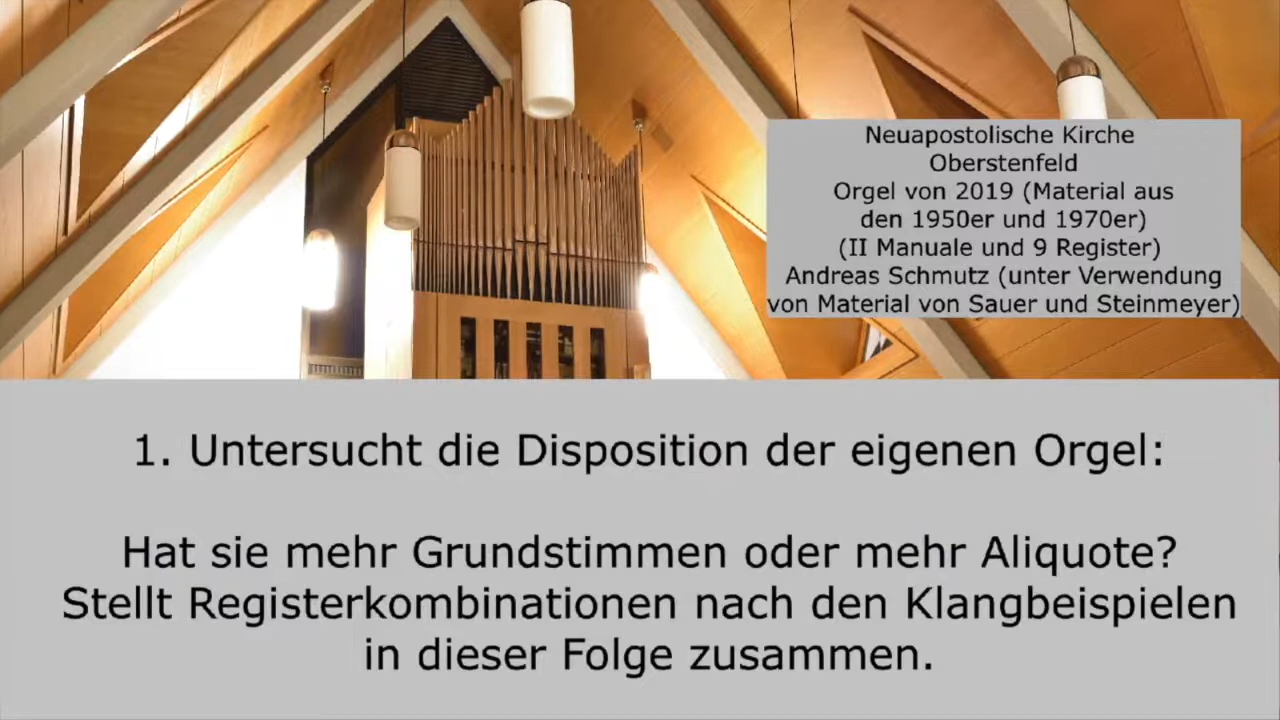 Neuapostolische Kirche
Oberstenfeld
Orgel von 2019 (Material aus
den 1950er und 1970er)
(II Manuale und 9 Register)
Andreas Schmutz (unter Verwendung
von Material von Sauer und Steinmeyer)
1. Untersucht die Disposition der eigenen Orgel:
Hat sie mehr Grundstimmen oder mehr Aliquote?
Stellt Registerkombinationen nach den Klangbeispielen
in dieser Folge zusammen.